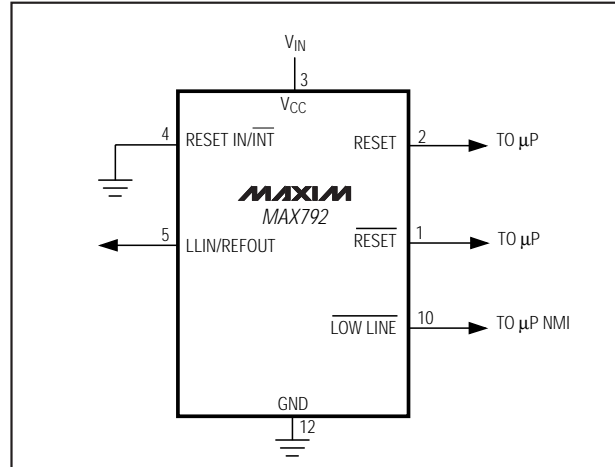 VIN
3
VCC
4 RESET IN/INT RESET 2 TO µP
MAXIM
MAX792
5 LLIN/REFOUT RESET 1 TO µP
LOW LINE 10 TO µP NMI
GND
12